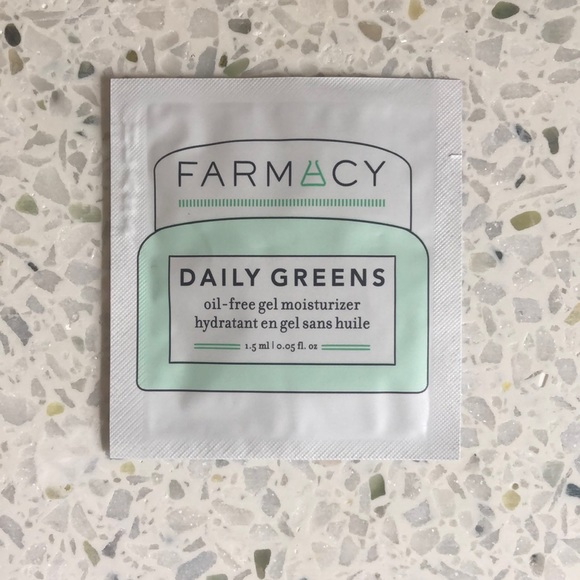 FARMACY
DAILY GREENS
oil-free gel moisturizer
hydratant en gel sans huile
1.5 ml | 0.05 fl. oz